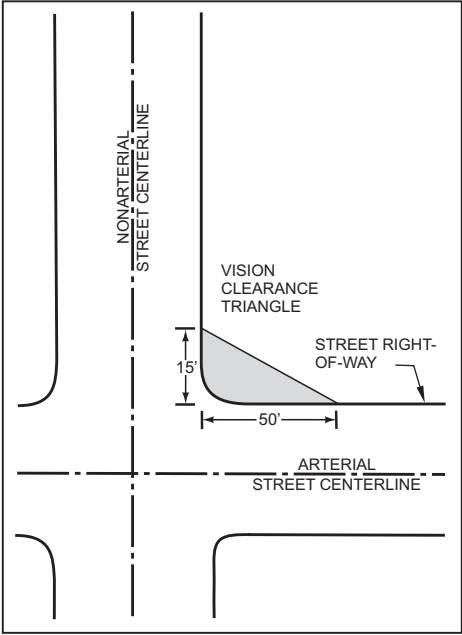 NONARTERIAL
STREET CENTERLINE
VISION
CLEARANCE
TRIANGLE
STREET RIGHT-
OF-WAY
15'
50'
ARTERIAL
STREET CENTERLINE